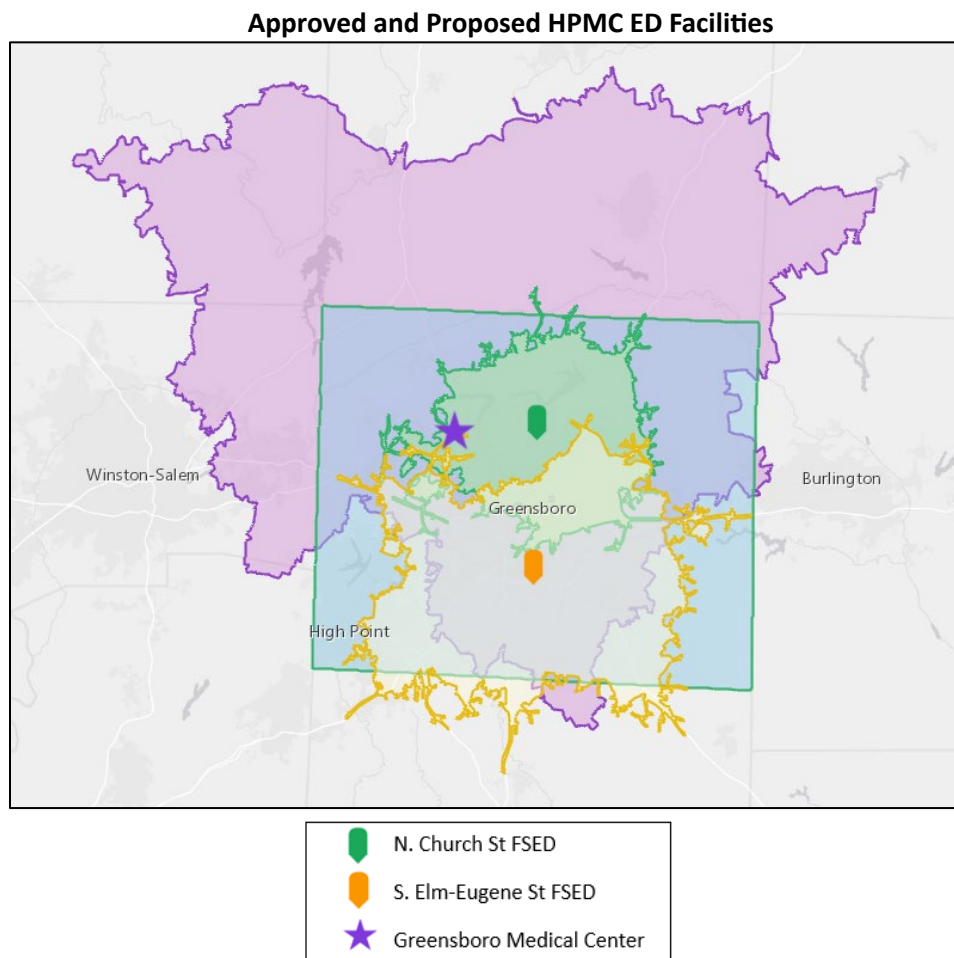 Approved and Proposed HPMC ED Facilities
Winston-Salem
Burlington
Greensboro
High Point
N. Church St FSED
S. Elm-Eugene St FSED
Greensboro Medical Center